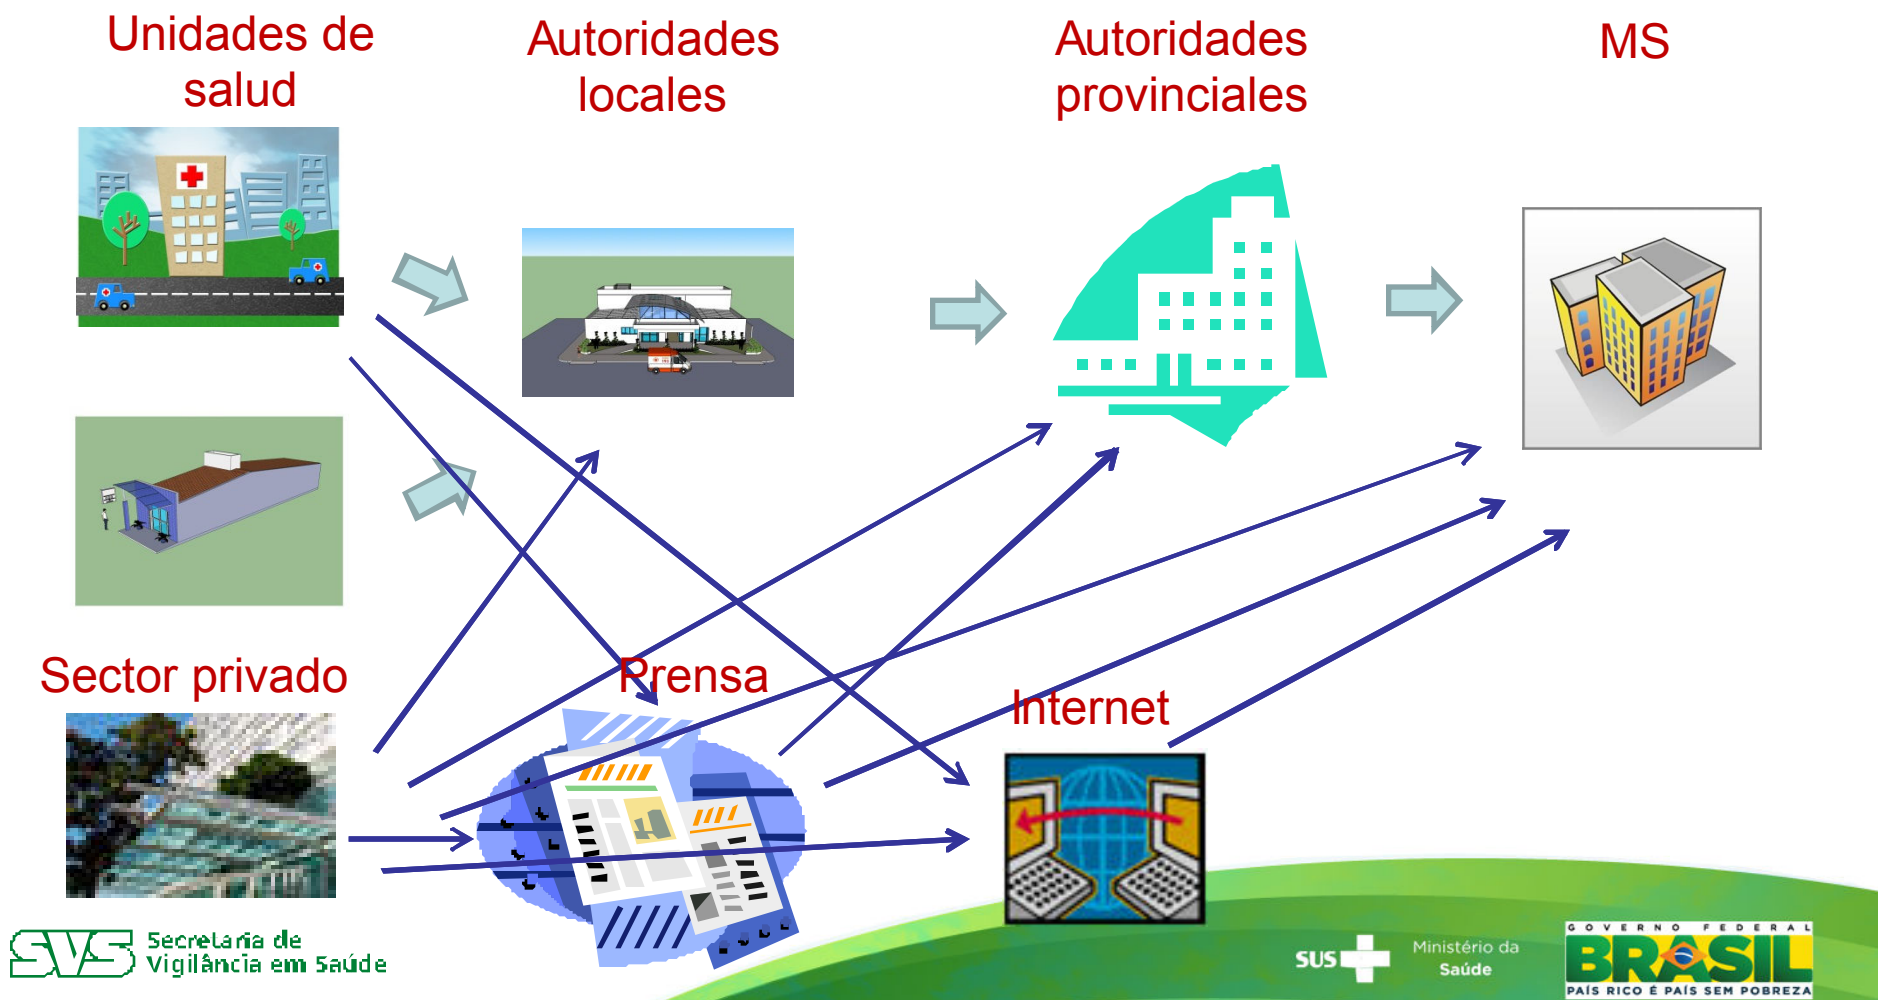 Unidades de
salud
Autoridades
locales
Autoridades
provinciales
MS
Sector privado
Prensa
Internet
SVS
Secretaria de
Vigilância em Saúde
SUS
Ministério da
Saúde
GOVERNO FEDERAL
BRASIL
PAÍS RICO É PAÍS SEM POBREZA